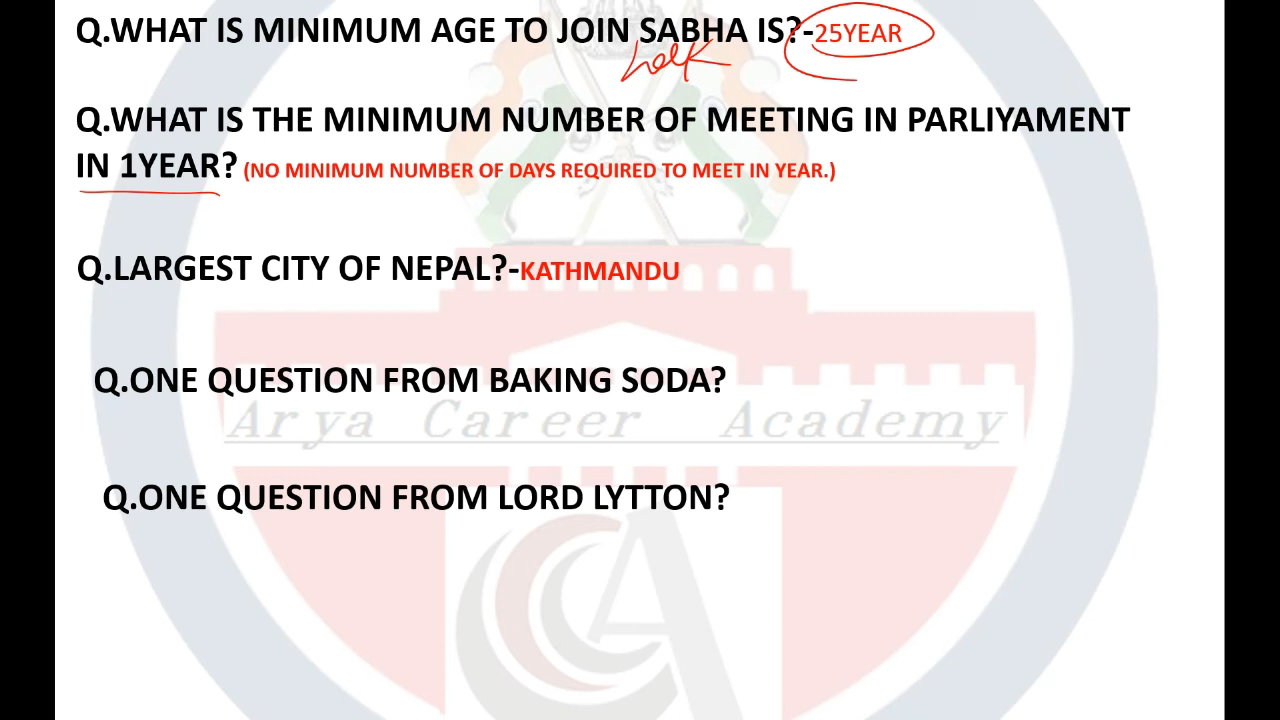 Q.WHAT IS MINIMUM AGE TO JOIN SABHA IS?-25YEAR
Lok
Q.WHAT IS THE MINIMUM NUMBER OF MEETING IN PARLIYAMENT
IN 1YEAR? (NO MINIMUM NUMBER OF DAYS REQUIRED TO MEET IN YEAR.)
Q.LARGEST CITY OF NEPAL?-KATHMANDU
Q.ONE QUESTION FROM BAKING SODA?
Arya Career Academy
Q.ONE QUESTION FROM LORD LYTTON?